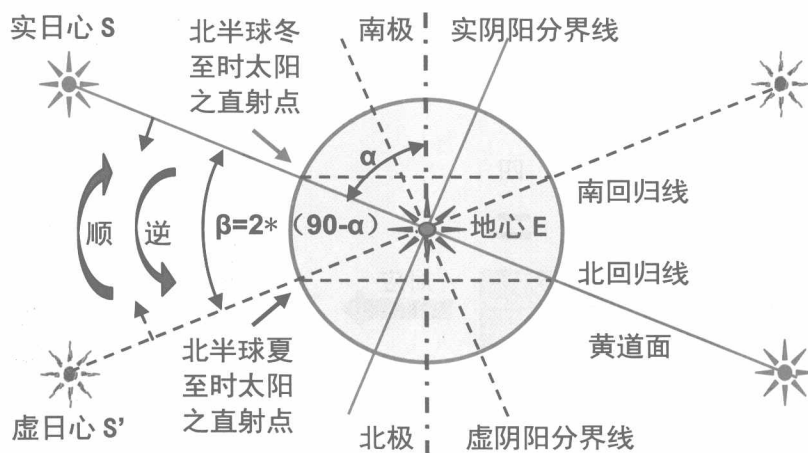 实日心 S
北半球冬
至时太阳
之直射点
南极
实阴阳分界线
α
南回归线
顺
逆
β=2*（90-α）
地心 E
北回归线
黄道面
北半球夏
至时太阳
之直射点
虚日心 S'
北极
虚阴阳分界线